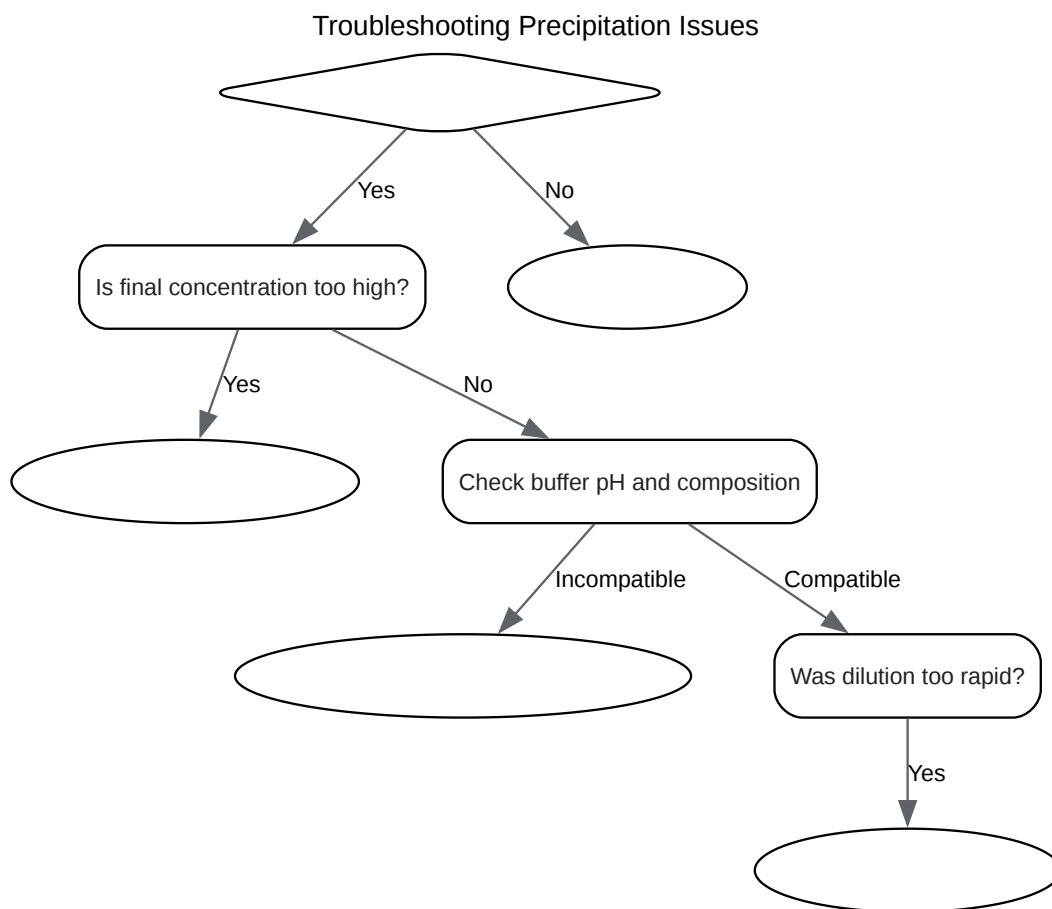 Troubleshooting Precipitation Issues
Yes
No
Is final concentration too high?
Yes
No
Check buffer pH and composition
Incompatible
Compatible
Was dilution too rapid?
Yes